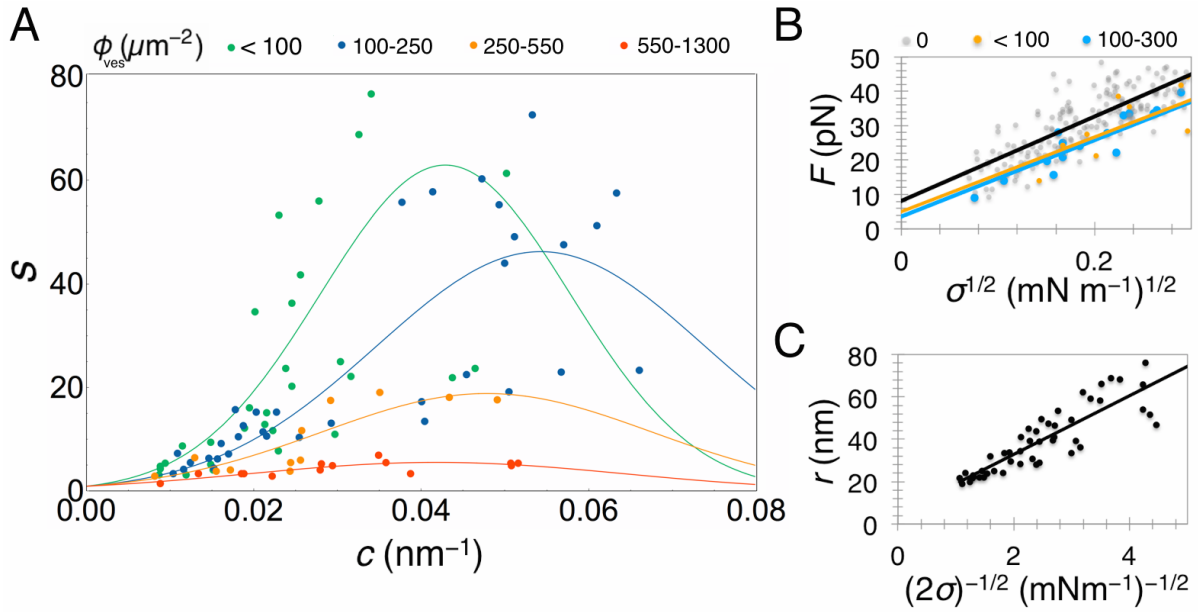 A
ϕves(μm⁻²) < 100 100-250 250-550 550-1300
80
60
40
20
0
S
0.00 0.02 0.04 0.06 0.08
c (nm⁻¹)
B
0 < 100 100-300
50
40
30
20
10
0
F (pN)
0 0.2
σ^1/2 (mN m⁻¹)^1/2
C
80
60
40
20
0
r (nm)
0 2 4
(2σ)^−1/2 (mNm⁻¹)^−1/2